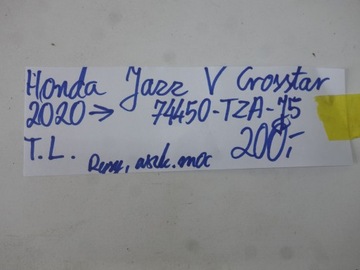 Honda Jazz V Crosstar
2020→ 74450-TZA-J5
T.L. 200,-